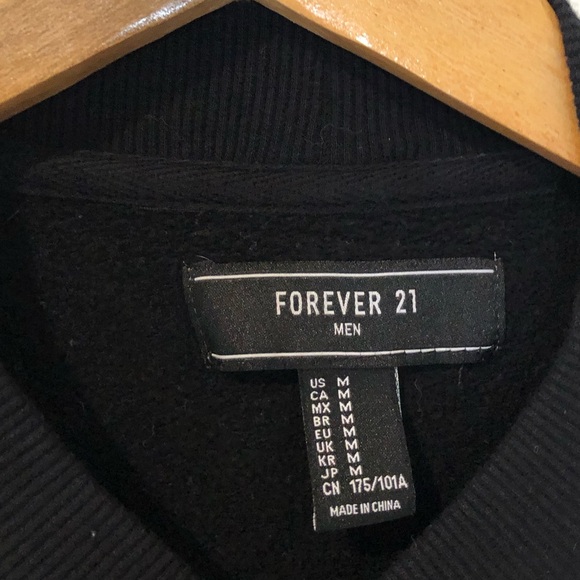 FOREVER 21
MEN
US M
CA M
MX M
BR M
EU M
UK M
KR M
JP M
CN 175/101A
MADE IN CHINA